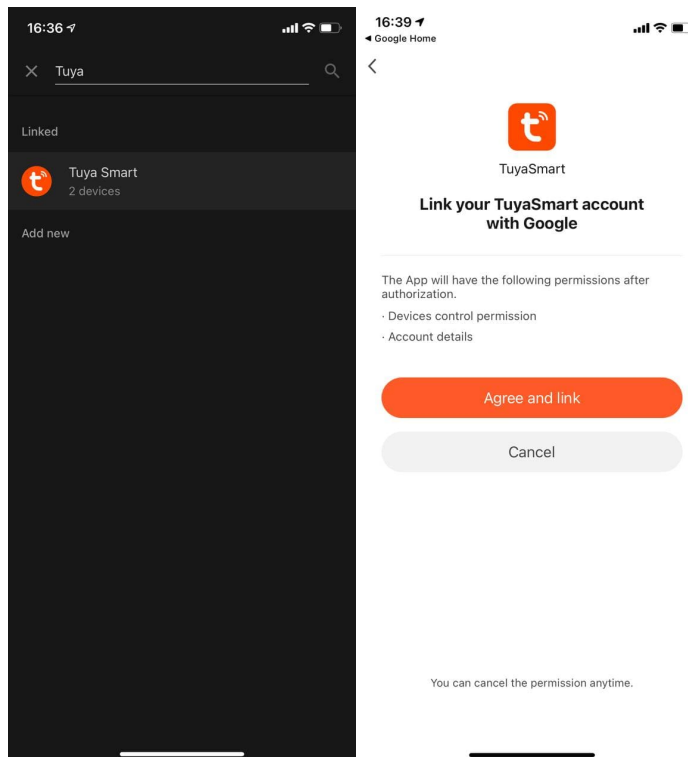 16:36
Tuya
Linked
Tuya Smart
2 devices
Add new
16:39
◀ Google Home
TuyaSmart
Link your TuyaSmart account
with Google
The App will have the following permissions after
authorization.
· Devices control permission
· Account details
Agree and link
Cancel
You can cancel the permission anytime.